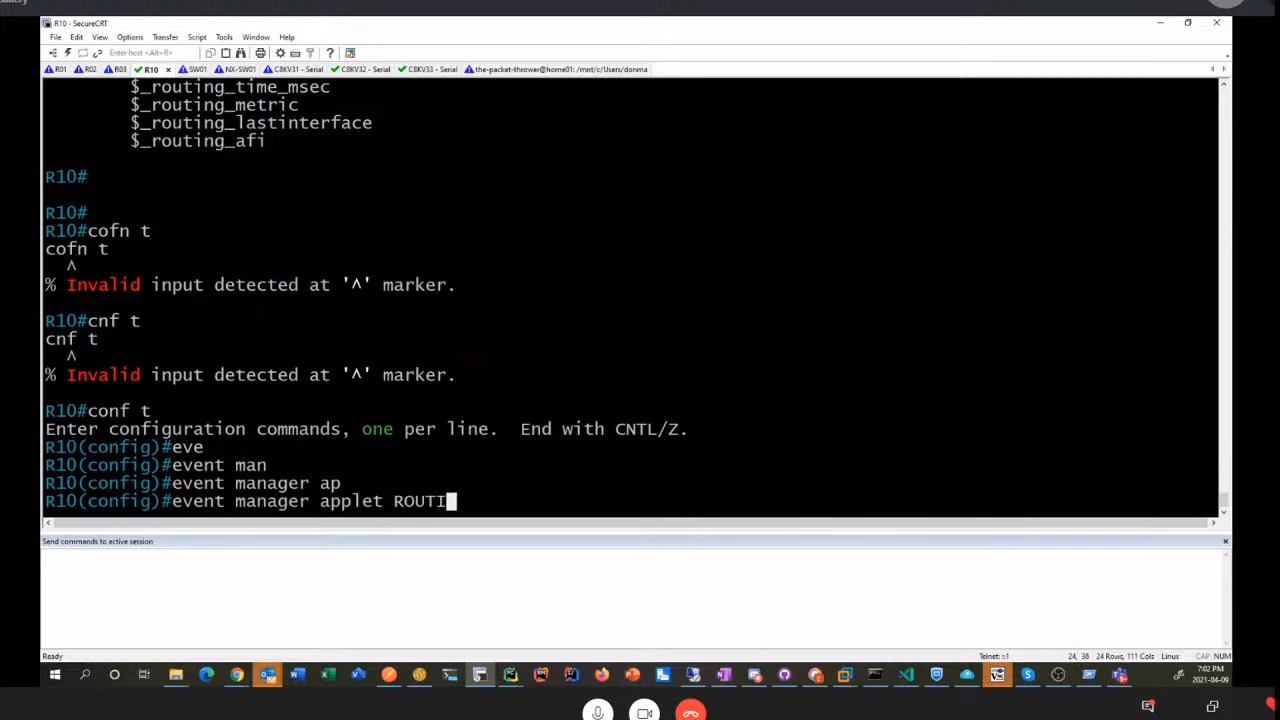 R10 - SecureCRT
File Edit View Options Transfer Script Tools Window Help
Enter host <Alt+R>
R01 R02 R03 R10 SW01 NX-SW01 C8KV31 - Serial C8KV32 - Serial C8KV33 - Serial the-packet-thrower@home01: /mnt/c/Users/donma
$_routing_time_msec
$_routing_metric
$_routing_lastinterface
$_routing_afi
R10#
R10#
R10#cofn t
cofn t
^
% Invalid input detected at '^' marker.
R10#cnf t
cnf t
^
% Invalid input detected at '^' marker.
R10#conf t
Enter configuration commands, one per line. End with CNTL/Z.
R10(config)#eve
R10(config)#event man
R10(config)#event manager ap
R10(config)#event manager applet ROUTI
Send commands to active session
Ready Telnet: ::1 24, 38 24 Rows, 111 Cols Linux CAP NUM
7:02 PM
2021-04-09